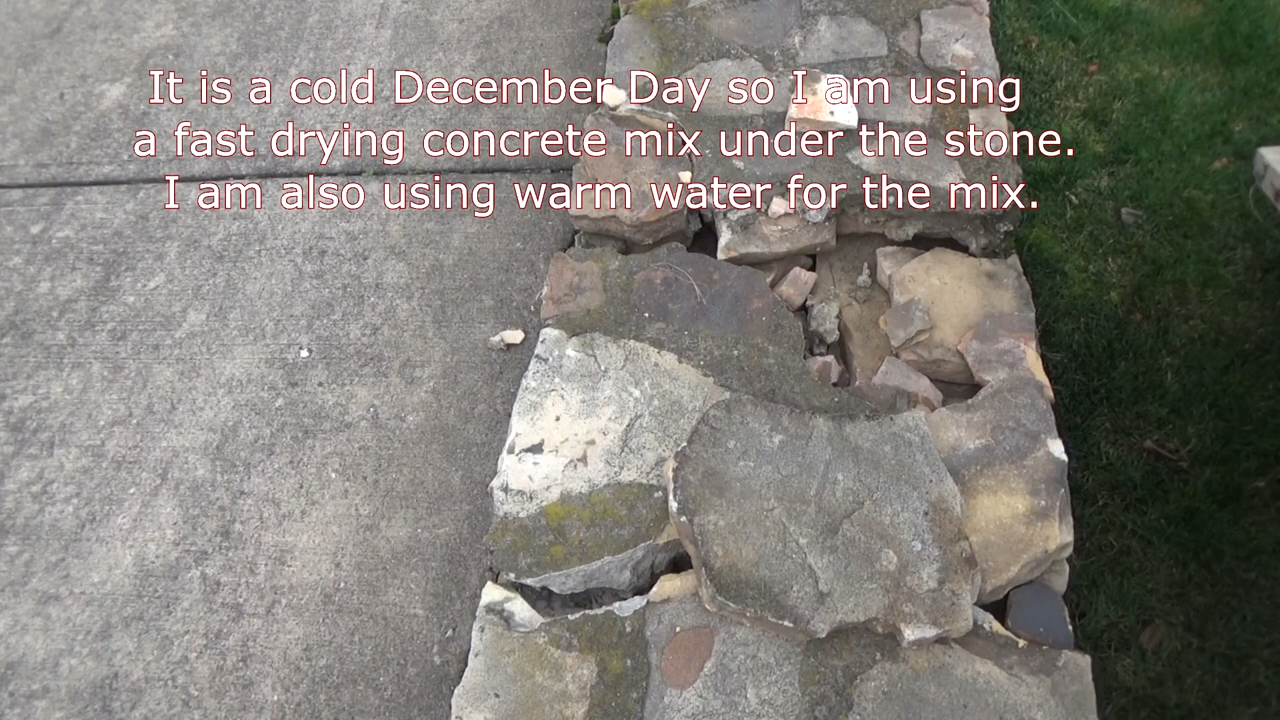 It is a cold December Day so I am using
a fast drying concrete mix under the stone.
I am also using warm water for the mix.